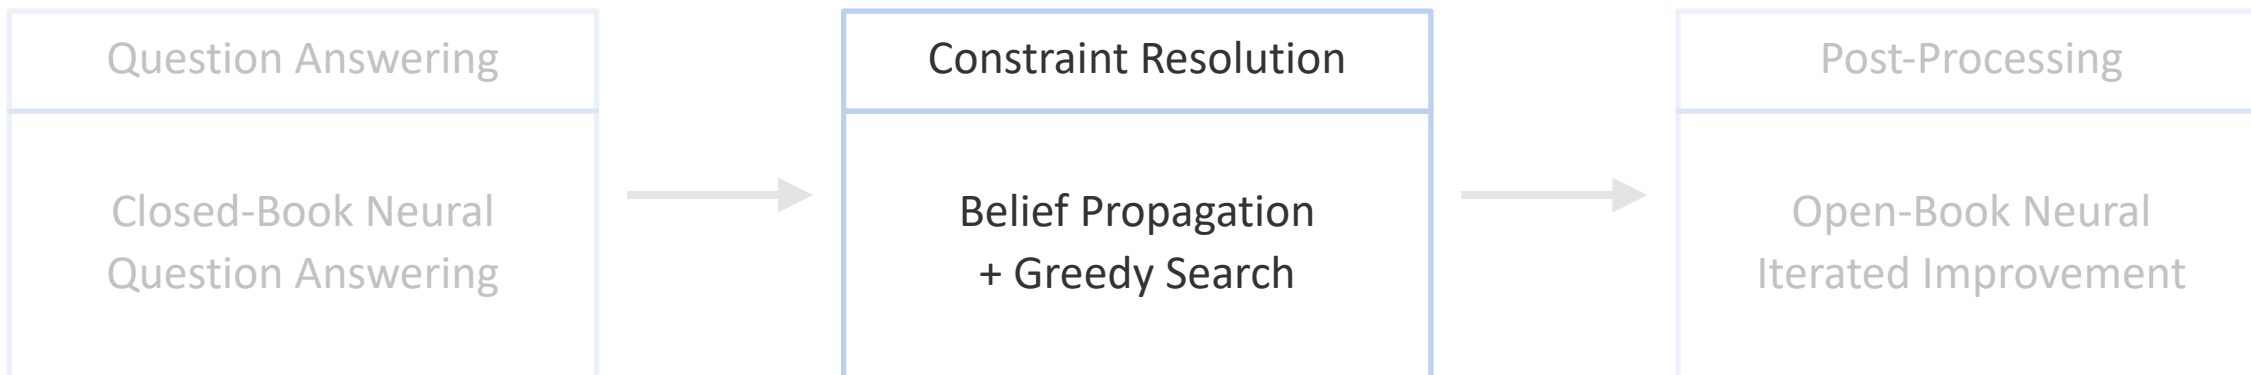 Question Answering
Closed-Book Neural
Question Answering
Constraint Resolution
Belief Propagation
+ Greedy Search
Post-Processing
Open-Book Neural
Iterated Improvement